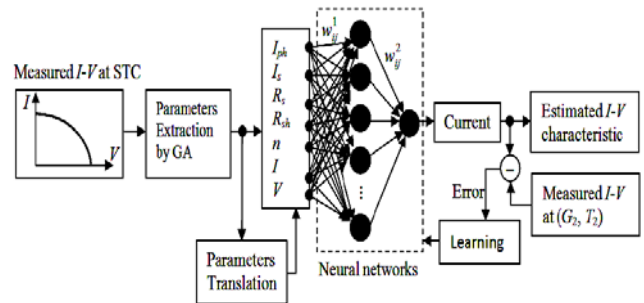 Measured I-V at STC
I
V
Parameters
Extraction
by GA
Parameters
Translation
I_ph
I_s
R_s
R_sh
n
I
V
w_ij^1
w_ij^2
⋮
Neural networks
Current
Estimated I-V
characteristic
−
Error
Measured I-V
at (G_2, T_2)
Learning